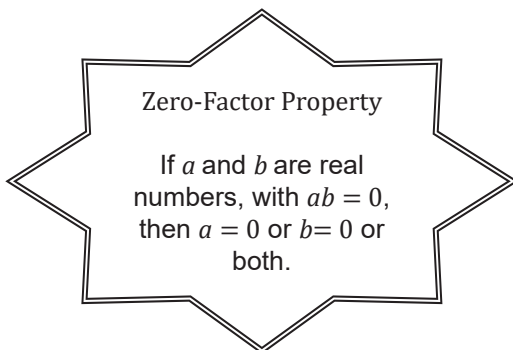 Zero-Factor Property
If a and b are real
numbers, with ab = 0,
then a = 0 or b= 0 or
both.